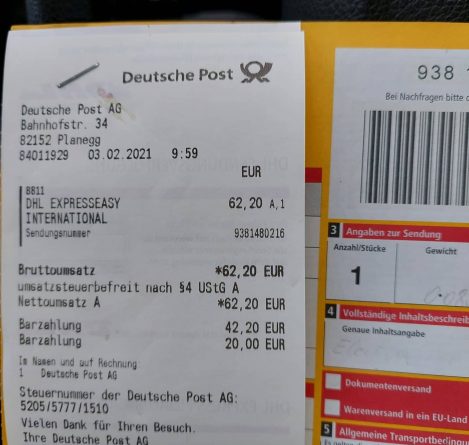 Deutsche Post
Deutsche Post AG
Bahnhofstr. 34
82152 Planegg
84011929 03.02.2021 9:59
EUR
8811
DHL EXPRESSEASY 62,20 A,1
INTERNATIONAL
Sendungsnummer 9381480216
Bruttoumsatz *62,20 EUR
umsatzsteuerbefreit nach §4 UStG A
Nettoumsatz A *62,20 EUR
Barzahlung 42,20 EUR
Barzahlung 20,00 EUR
Im Namen und auf Rechnung
1 Deutsche Post AG
Steuernummer der Deutsche Post AG:
5205/5777/1510
Vielen Dank für Ihren Besuch.
Ihre Deutsche Post AG
938 1
Bei Nachfragen bitte
3 Angaben zur Sendung
Anzahl/Stücke Gewicht
1
4 Vollständige Inhaltsbeschreib
Genaue Inhaltsangabe
Dokumentenversand
Warenversand in ein EU-Land
5 Allgemeine Transportbedingu